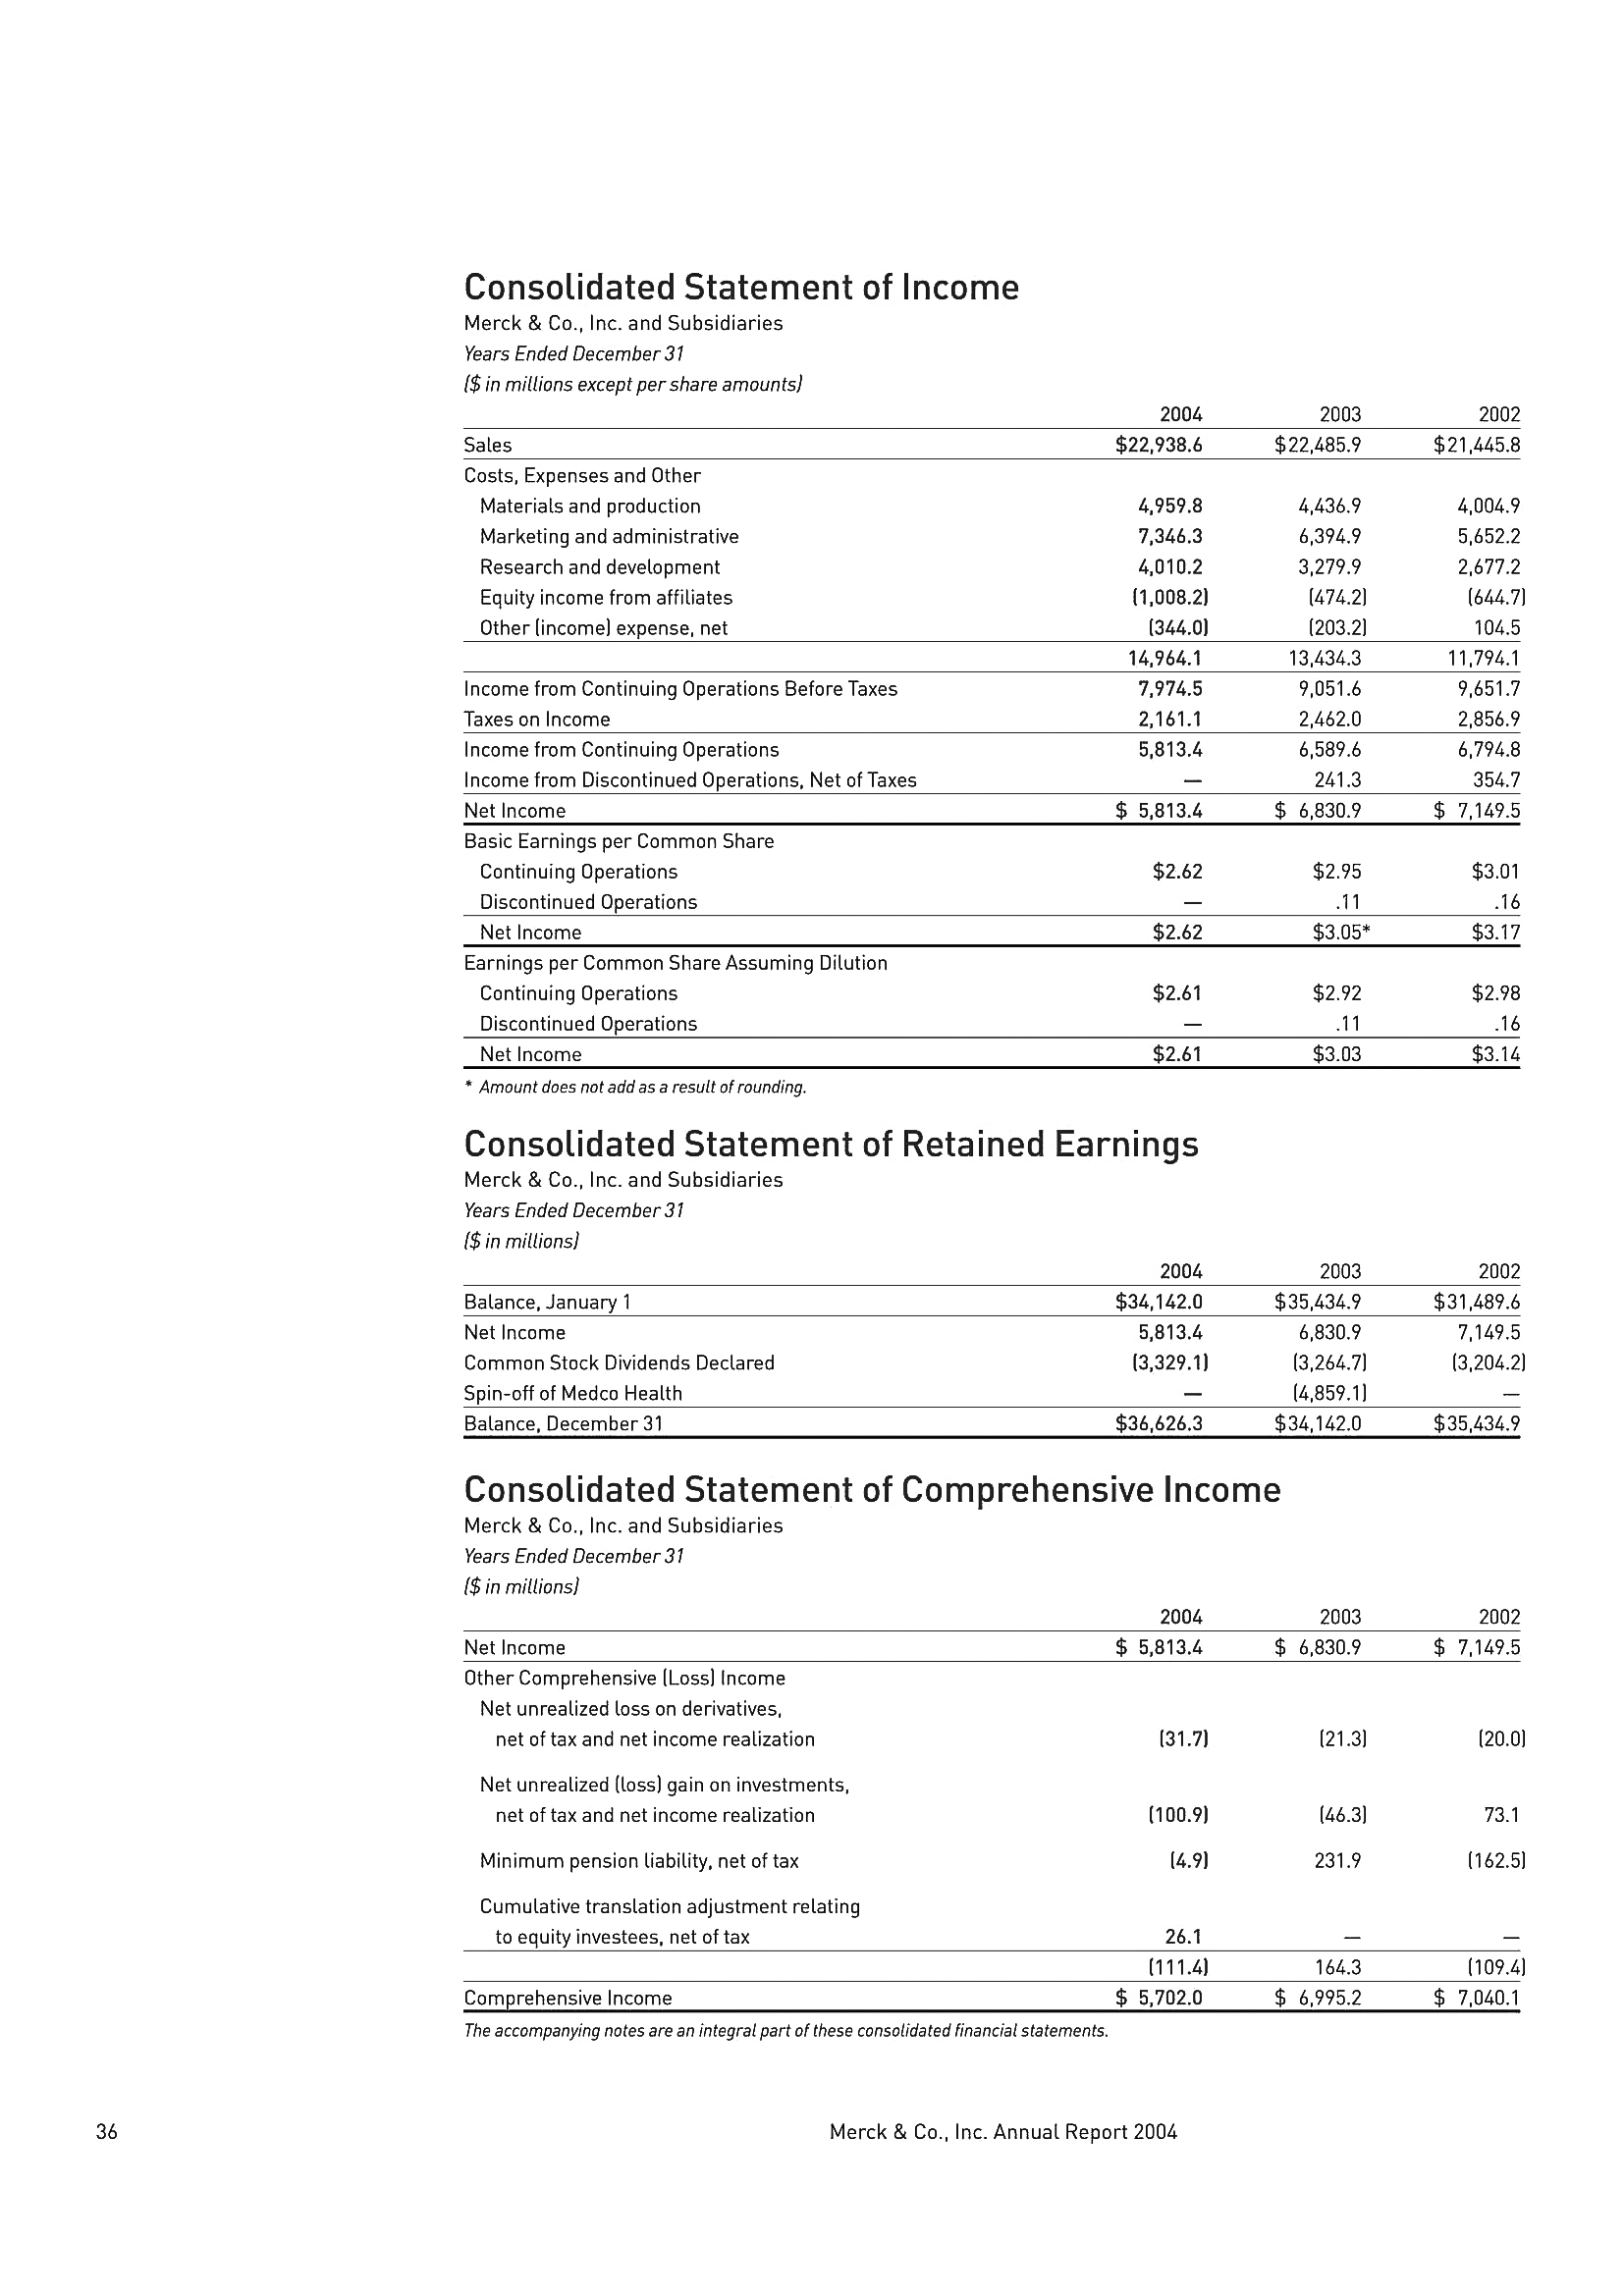 Consolidated Statement of Income
Merck & Co., Inc. and Subsidiaries
Years Ended December 31
($ in millions except per share amounts)
2004 2003 2002
Sales $22,938.6 $22,485.9 $21,445.8
Costs, Expenses and Other
Materials and production 4,959.8 4,436.9 4,004.9
Marketing and administrative 7,346.3 6,394.9 5,652.2
Research and development 4,010.2 3,279.9 2,677.2
Equity income from affiliates (1,008.2) (474.2) (644.7)
Other (income) expense, net (344.0) (203.2) 104.5
14,964.1 13,434.3 11,794.1
Income from Continuing Operations Before Taxes 7,974.5 9,051.6 9,651.7
Taxes on Income 2,161.1 2,462.0 2,856.9
Income from Continuing Operations 5,813.4 6,589.6 6,794.8
Income from Discontinued Operations, Net of Taxes — 241.3 354.7
Net Income $ 5,813.4 $ 6,830.9 $ 7,149.5
Basic Earnings per Common Share
Continuing Operations $2.62 $2.95 $3.01
Discontinued Operations — .11 .16
Net Income $2.62 $3.05* $3.17
Earnings per Common Share Assuming Dilution
Continuing Operations $2.61 $2.92 $2.98
Discontinued Operations — .11 .16
Net Income $2.61 $3.03 $3.14
* Amount does not add as a result of rounding.
Consolidated Statement of Retained Earnings
Merck & Co., Inc. and Subsidiaries
Years Ended December 31
($ in millions)
2004 2003 2002
Balance, January 1 $34,142.0 $35,434.9 $31,489.6
Net Income 5,813.4 6,830.9 7,149.5
Common Stock Dividends Declared (3,329.1) (3,264.7) (3,204.2)
Spin-off of Medco Health — (4,859.1) —
Balance, December 31 $36,626.3 $34,142.0 $35,434.9
Consolidated Statement of Comprehensive Income
Merck & Co., Inc. and Subsidiaries
Years Ended December 31
($ in millions)
2004 2003 2002
Net Income $ 5,813.4 $ 6,830.9 $ 7,149.5
Other Comprehensive (Loss) Income
Net unrealized loss on derivatives,
net of tax and net income realization (31.7) (21.3) (20.0)
Net unrealized (loss) gain on investments,
net of tax and net income realization (100.9) (46.3) 73.1
Minimum pension liability, net of tax (4.9) 231.9 (162.5)
Cumulative translation adjustment relating
to equity investees, net of tax 26.1 — —
(111.4) 164.3 (109.4)
Comprehensive Income $ 5,702.0 $ 6,995.2 $ 7,040.1
The accompanying notes are an integral part of these consolidated financial statements.
36 Merck & Co., Inc. Annual Report 2004